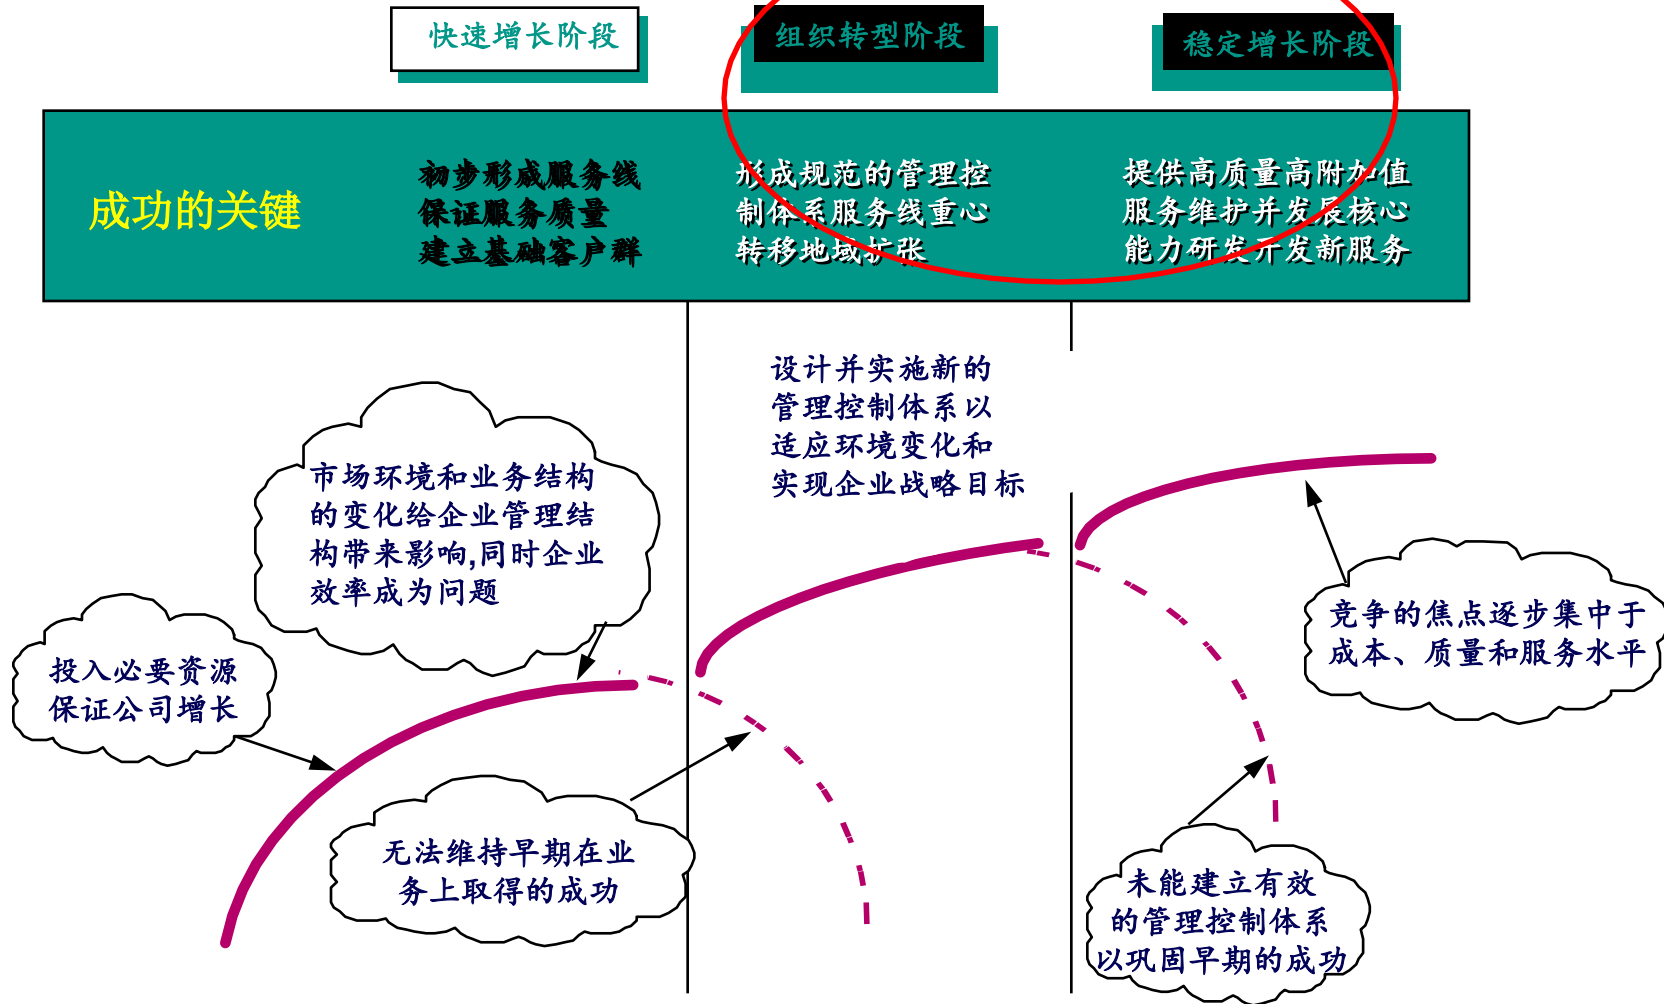 快速增长阶段
组织转型阶段
稳定增长阶段
成功的关键
初步形成服务线
保证服务质量
建立基础客户群
形成规范的管理控
制体系服务线重心
转移地域扩张
提供高质量高附加值
服务维护并发展核心
能力研发开发新服务
设计并实施新的
管理控制体系以
适应环境变化和
实现企业战略目标
市场环境和业务结构
的变化给企业管理结
构带来影响,同时企业
效率成为问题
投入必要资源
保证公司增长
竞争的焦点逐步集中于
成本、质量和服务水平
无法维持早期在业
务上取得的成功
未能建立有效
的管理控制体系
以巩固早期的成功